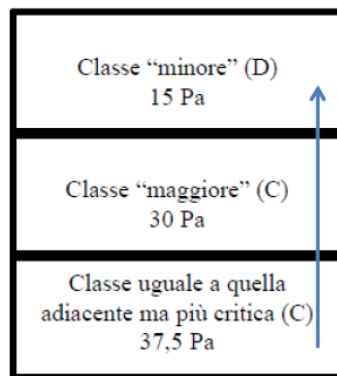 Classe “minore” (D)
15 Pa
Classe “maggiore” (C)
30 Pa
Classe uguale a quella
adiacente ma più critica (C)
37,5 Pa